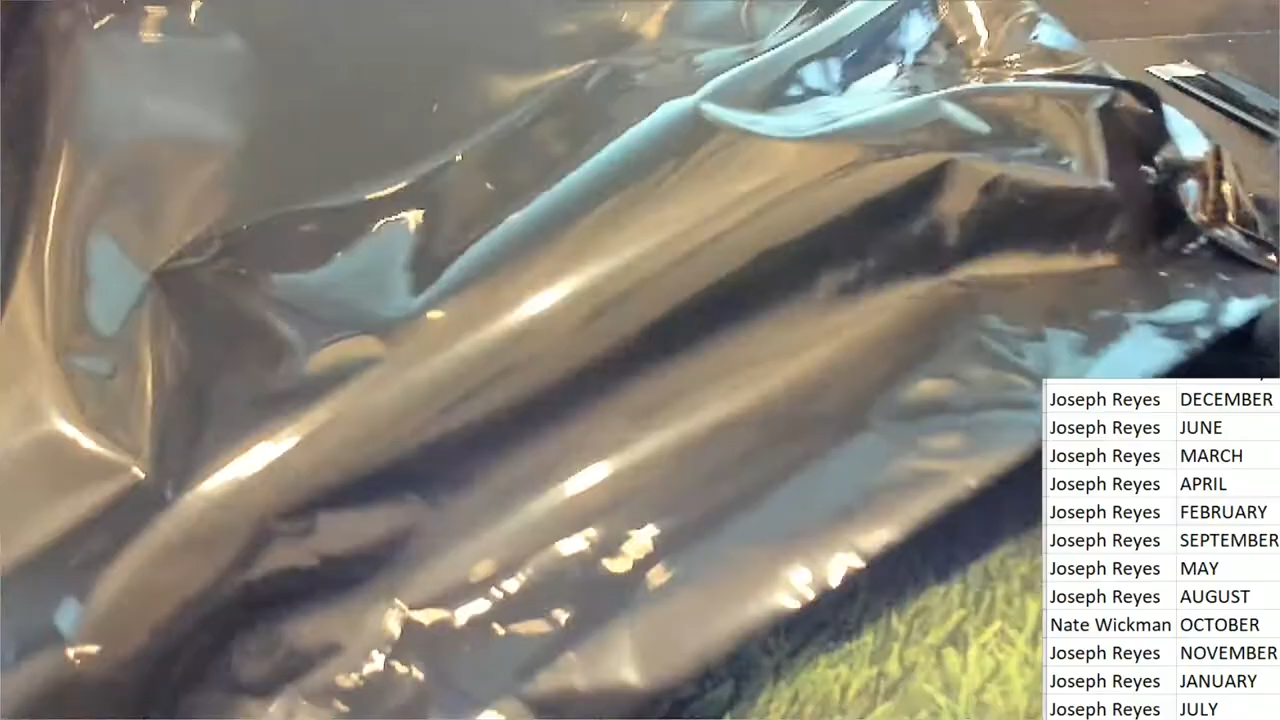 Joseph Reyes DECEMBER
Joseph Reyes JUNE
Joseph Reyes MARCH
Joseph Reyes APRIL
Joseph Reyes FEBRUARY
Joseph Reyes SEPTEMBER
Joseph Reyes MAY
Joseph Reyes AUGUST
Nate Wickman OCTOBER
Joseph Reyes NOVEMBER
Joseph Reyes JANUARY
Joseph Reyes JULY